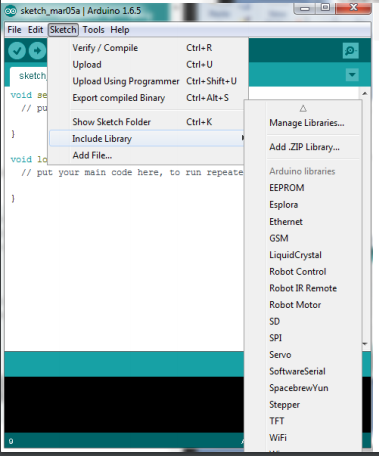 sketch_mar05a | Arduino 1.6.5
File Edit Sketch Tools Help
Verify / Compile Ctrl+R
Upload Ctrl+U
Upload Using Programmer Ctrl+Shift+U
Export compiled Binary Ctrl+Alt+S
Show Sketch Folder Ctrl+K
Include Library
Add File...
sketch_
void se
// pu
}
void lo
// put your main code here, to run repeate
}
Manage Libraries...
Add .ZIP Library...
Arduino libraries
EEPROM
Esplora
Ethernet
GSM
LiquidCrystal
Robot Control
Robot IR Remote
Robot Motor
SD
SPI
Servo
SoftwareSerial
SpacebrewYun
Stepper
TFT
WiFi
9